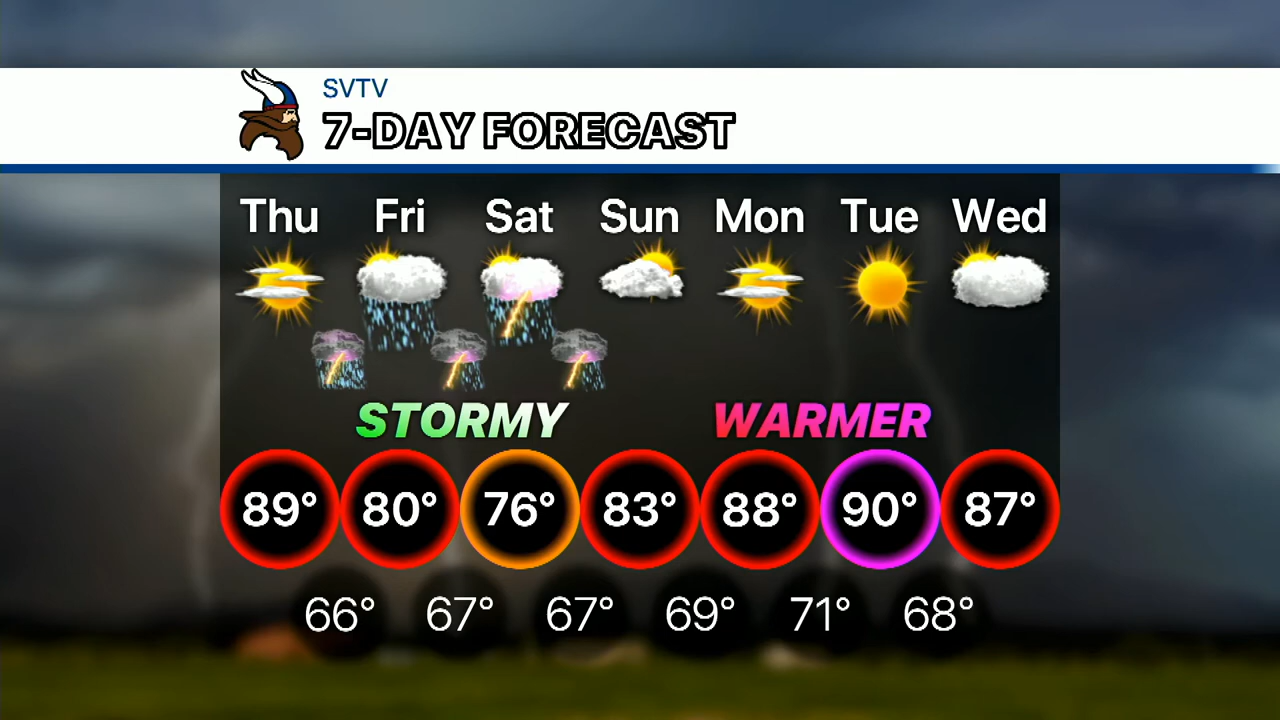 SVTV
7-DAY FORECAST
Thu Fri Sat Sun Mon Tue Wed
STORMY WARMER
89° 80° 76° 83° 88° 90° 87°
66° 67° 67° 69° 71° 68°